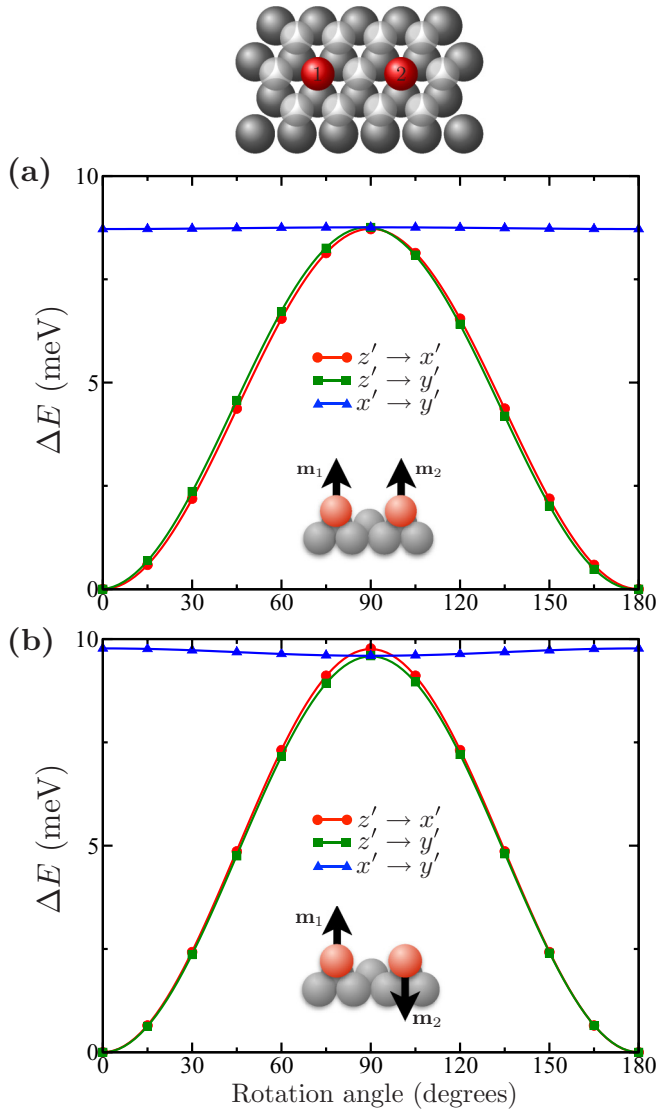 1 2
(a)
10
5
0
ΔE (meV)
z′ → x′
z′ → y′
x′ → y′
m₁ m₂
0 30 60 90 120 150 180
(b)
10
5
0
ΔE (meV)
z′ → x′
z′ → y′
x′ → y′
m₁
m₂
0 30 60 90 120 150 180
Rotation angle (degrees)